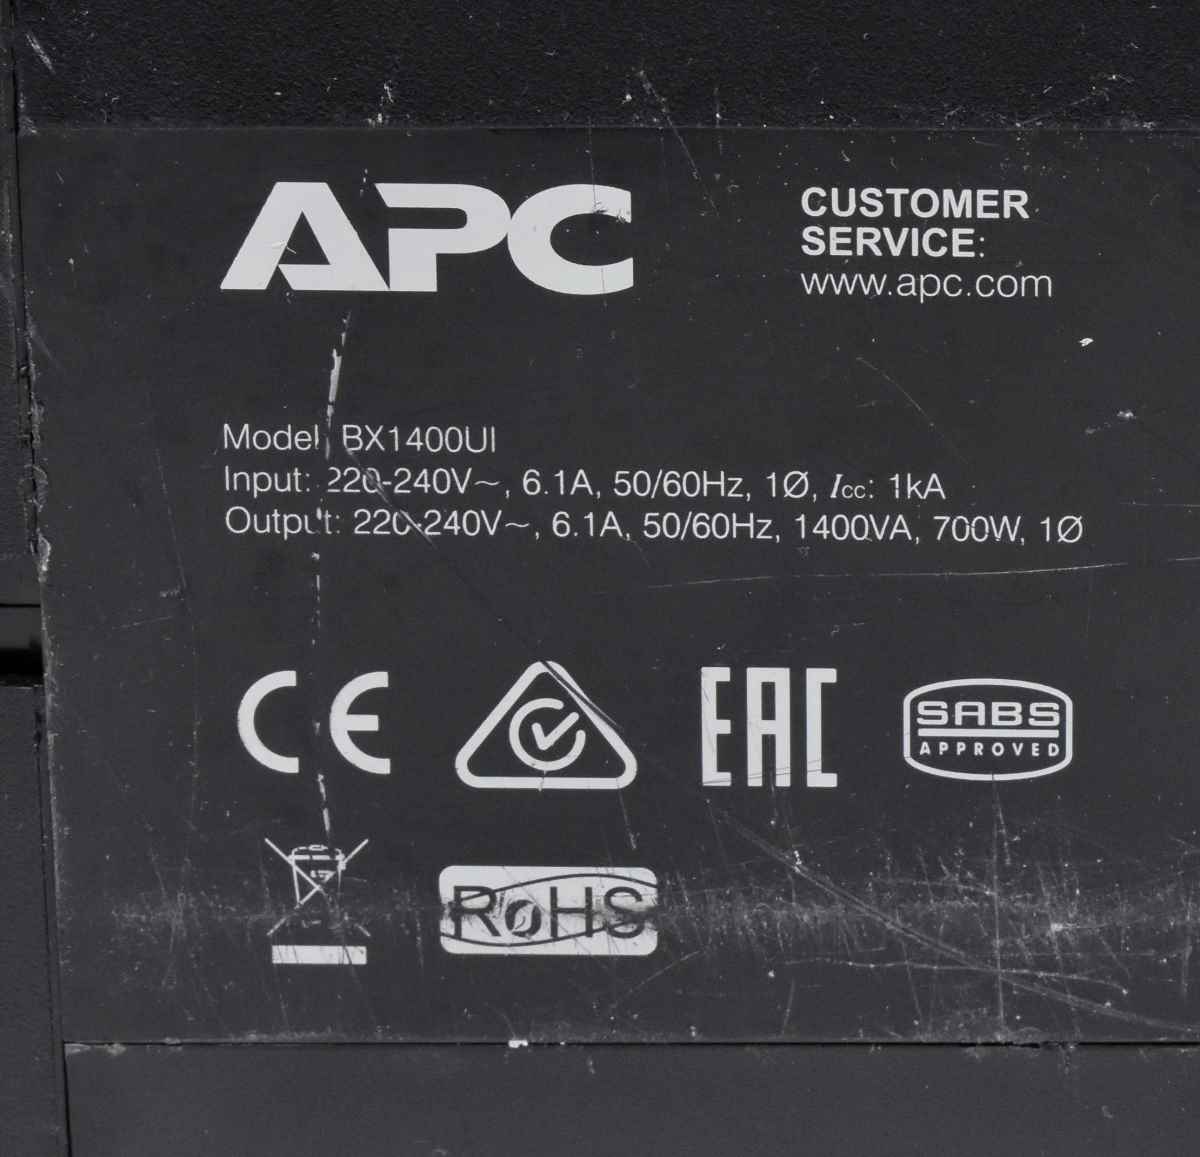 APC
CUSTOMER
SERVICE:
www.apc.com
Model: BX1400UI
Input: 220-240V~, 6.1A, 50/60Hz, 1Ø, Icc: 1kA
Output: 220-240V~, 6.1A, 50/60Hz, 1400VA, 700W, 1Ø
CE
EAC
SABS
APPROVED
RoHS